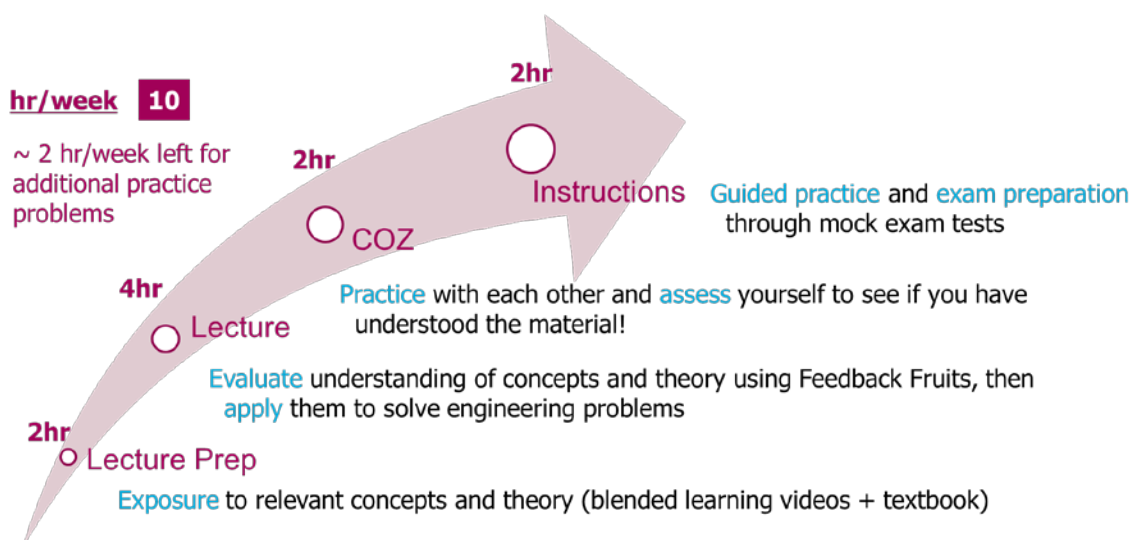 hr/week 10
~ 2 hr/week left for
additional practice
problems
2hr
Instructions
Guided practice and exam preparation
through mock exam tests
2hr
COZ
Practice with each other and assess yourself to see if you have
understood the material!
4hr
Lecture
Evaluate understanding of concepts and theory using Feedback Fruits, then
apply them to solve engineering problems
2hr
Lecture Prep
Exposure to relevant concepts and theory (blended learning videos + textbook)